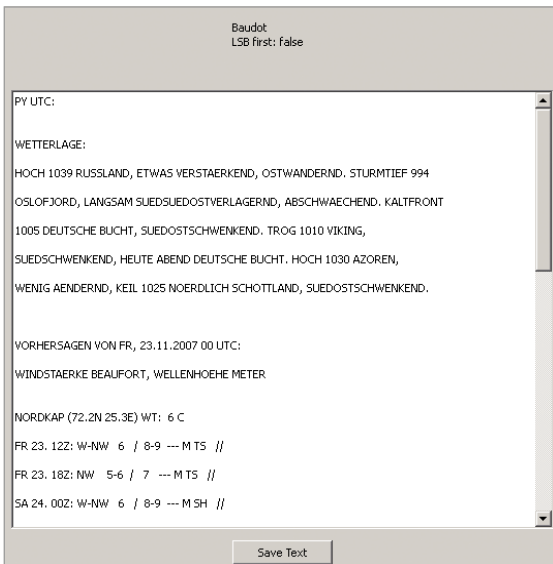 Baudot
LSB first: false
PY UTC:
WETTERLAGE:
HOCH 1039 RUSSLAND, ETWAS VERSTAERKEND, OSTWANDERND. STURMTIEF 994
OSLOFJORD, LANGSAM SUEDSUEDOSTVERLAGERND, ABSCHWAECHEND. KALTFRONT
1005 DEUTSCHE BUCHT, SUEDOSTSCHWENKEND. TROG 1010 VIKING,
SUEDSCHWENKEND, HEUTE ABEND DEUTSCHE BUCHT. HOCH 1030 AZOREN,
WENIG AENDERND, KEIL 1025 NOERDLICH SCHOTTLAND, SUEDOSTSCHWENKEND.
VORHERSAGEN VON FR, 23.11.2007 00 UTC:
WINDSTAERKE BEAUFORT, WELLENHOEHE METER
NORDKAP (72.2N 25.3E) WT: 6 C
FR 23. 12Z: W-NW 6 / 8-9 --- M TS //
FR 23. 18Z: NW 5-6 / 7 --- M TS //
SA 24. 00Z: W-NW 6 / 8-9 --- M SH //
Save Text